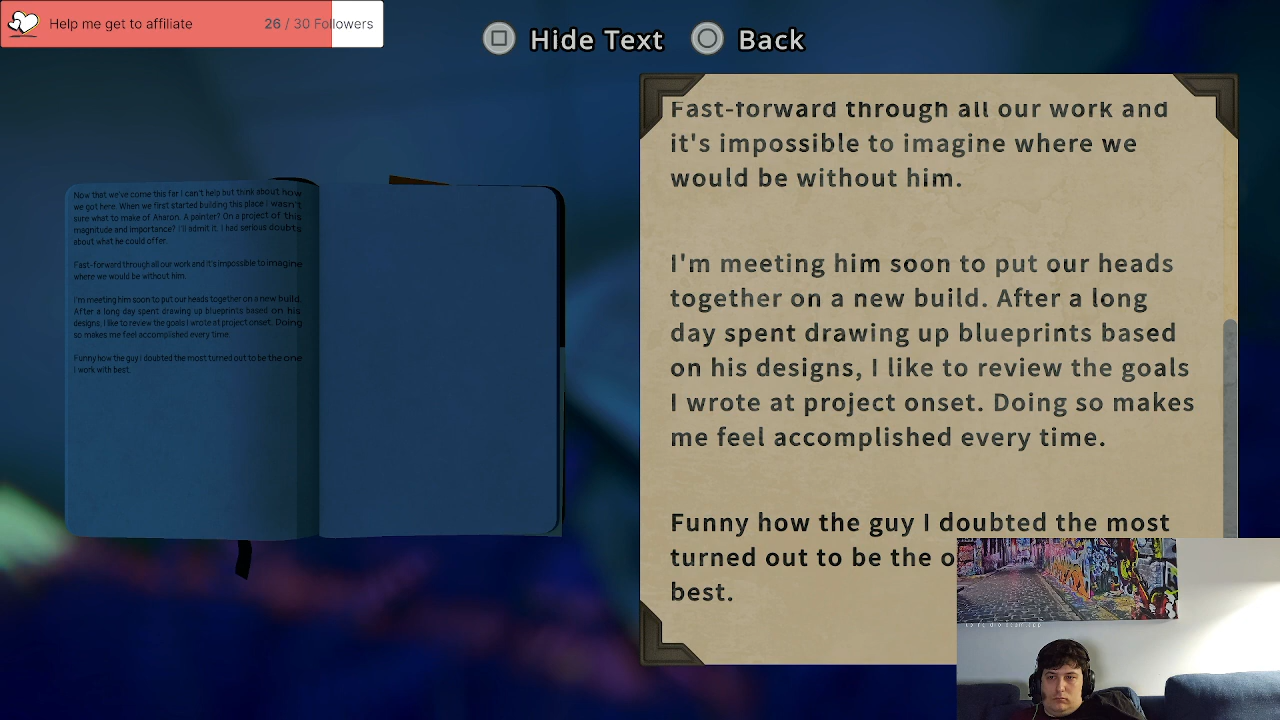 Help me get to affiliate 26 / 30 Followers
Hide Text Back
Now that we've come this far I can't help but think about how
we got here. When we first started building this place I wasn't
sure what to make of Anaron. A painter? On a project of this
magnitude and importance? I'll admit it. I had serious doubts
about what he could offer.
Fast-forward through all our work and it's impossible to imagine
where we would be without him.
I'm meeting him soon to put our heads together on a new build.
After a long day spent drawing up blueprints based on his
designs, I like to review the goals I wrote at project onset. Doing
so makes me feel accomplished every time.
Funny how the guy I doubted the most turned out to be the one
I work with best.
Fast-forward through all our work and
it's impossible to imagine where we
would be without him.
I'm meeting him soon to put our heads
together on a new build. After a long
day spent drawing up blueprints based
on his designs, I like to review the goals
I wrote at project onset. Doing so makes
me feel accomplished every time.
Funny how the guy I doubted the most
turned out to be the o
best.